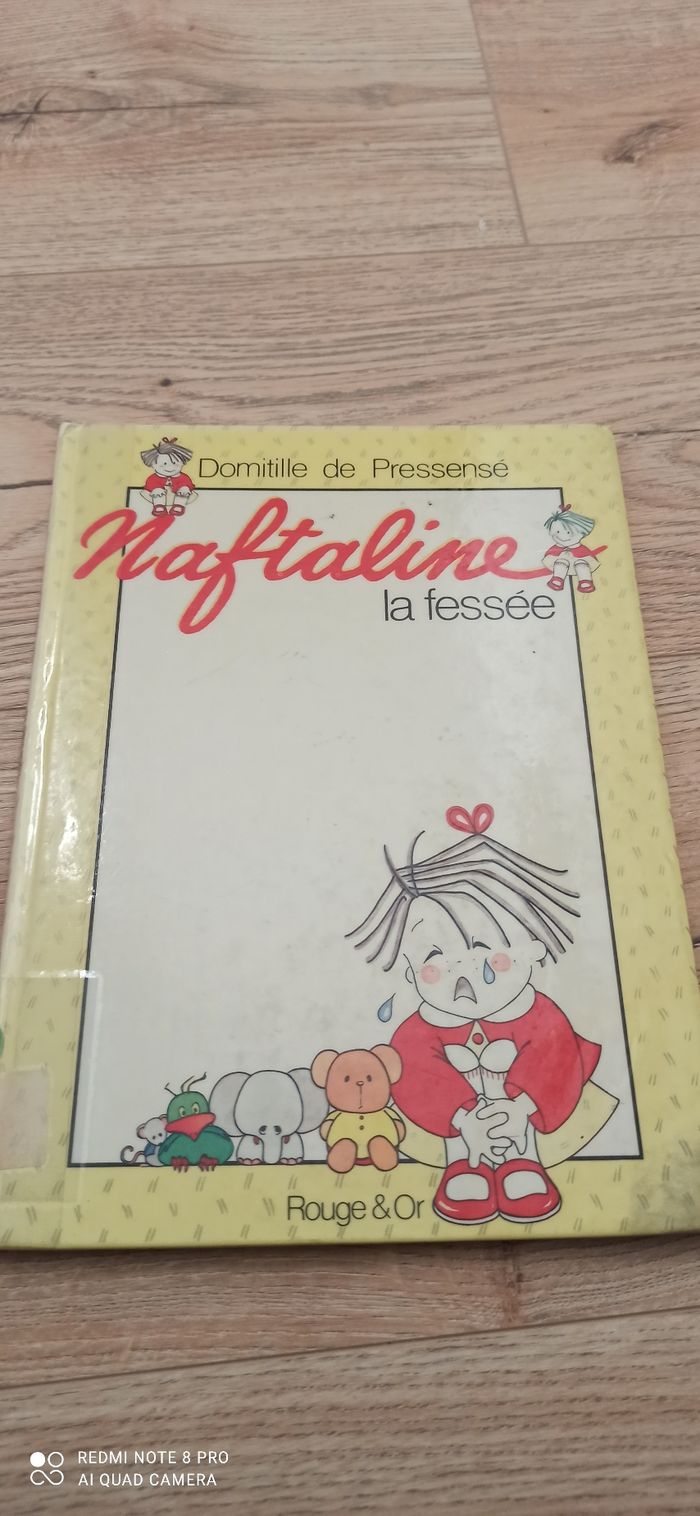 Domitille de Pressensé
Naftaline
la fessée
Rouge & Or
REDMI NOTE 8 PRO
AI QUAD CAMERA